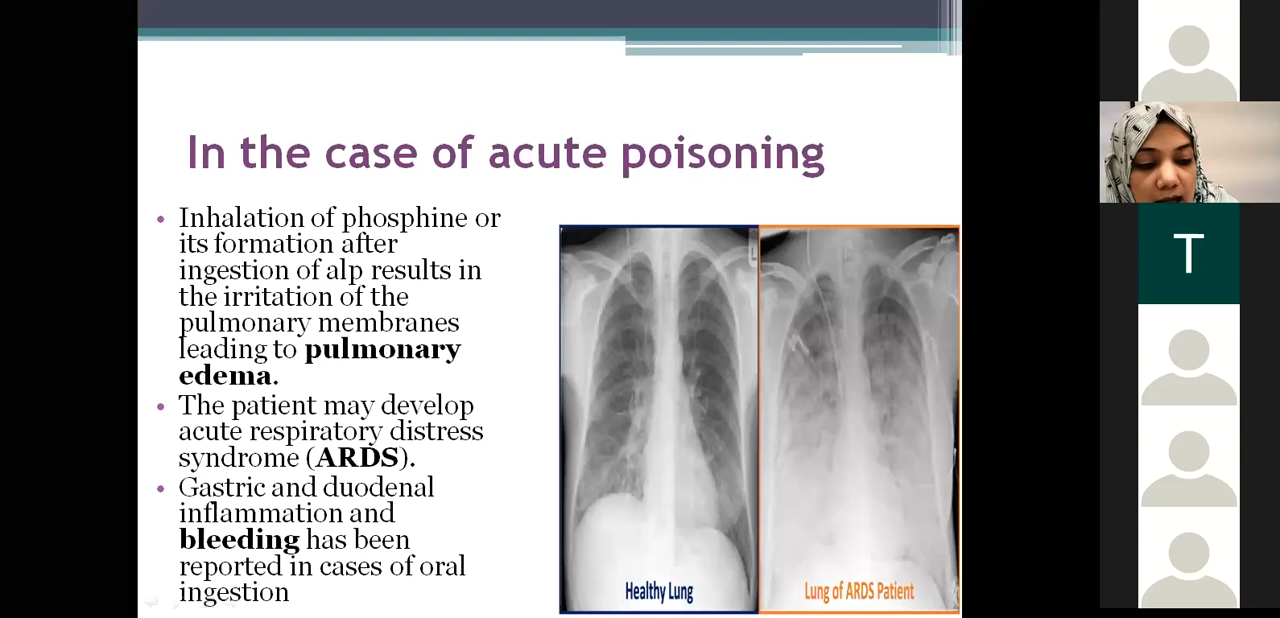 In the case of acute poisoning
• Inhalation of phosphine or
its formation after
ingestion of alp results in
the irritation of the
pulmonary membranes
leading to pulmonary
edema.
• The patient may develop
acute respiratory distress
syndrome (ARDS).
• Gastric and duodenal
inflammation and
bleeding has been
reported in cases of oral
ingestion
Healthy Lung
Lung of ARDS Patient
T